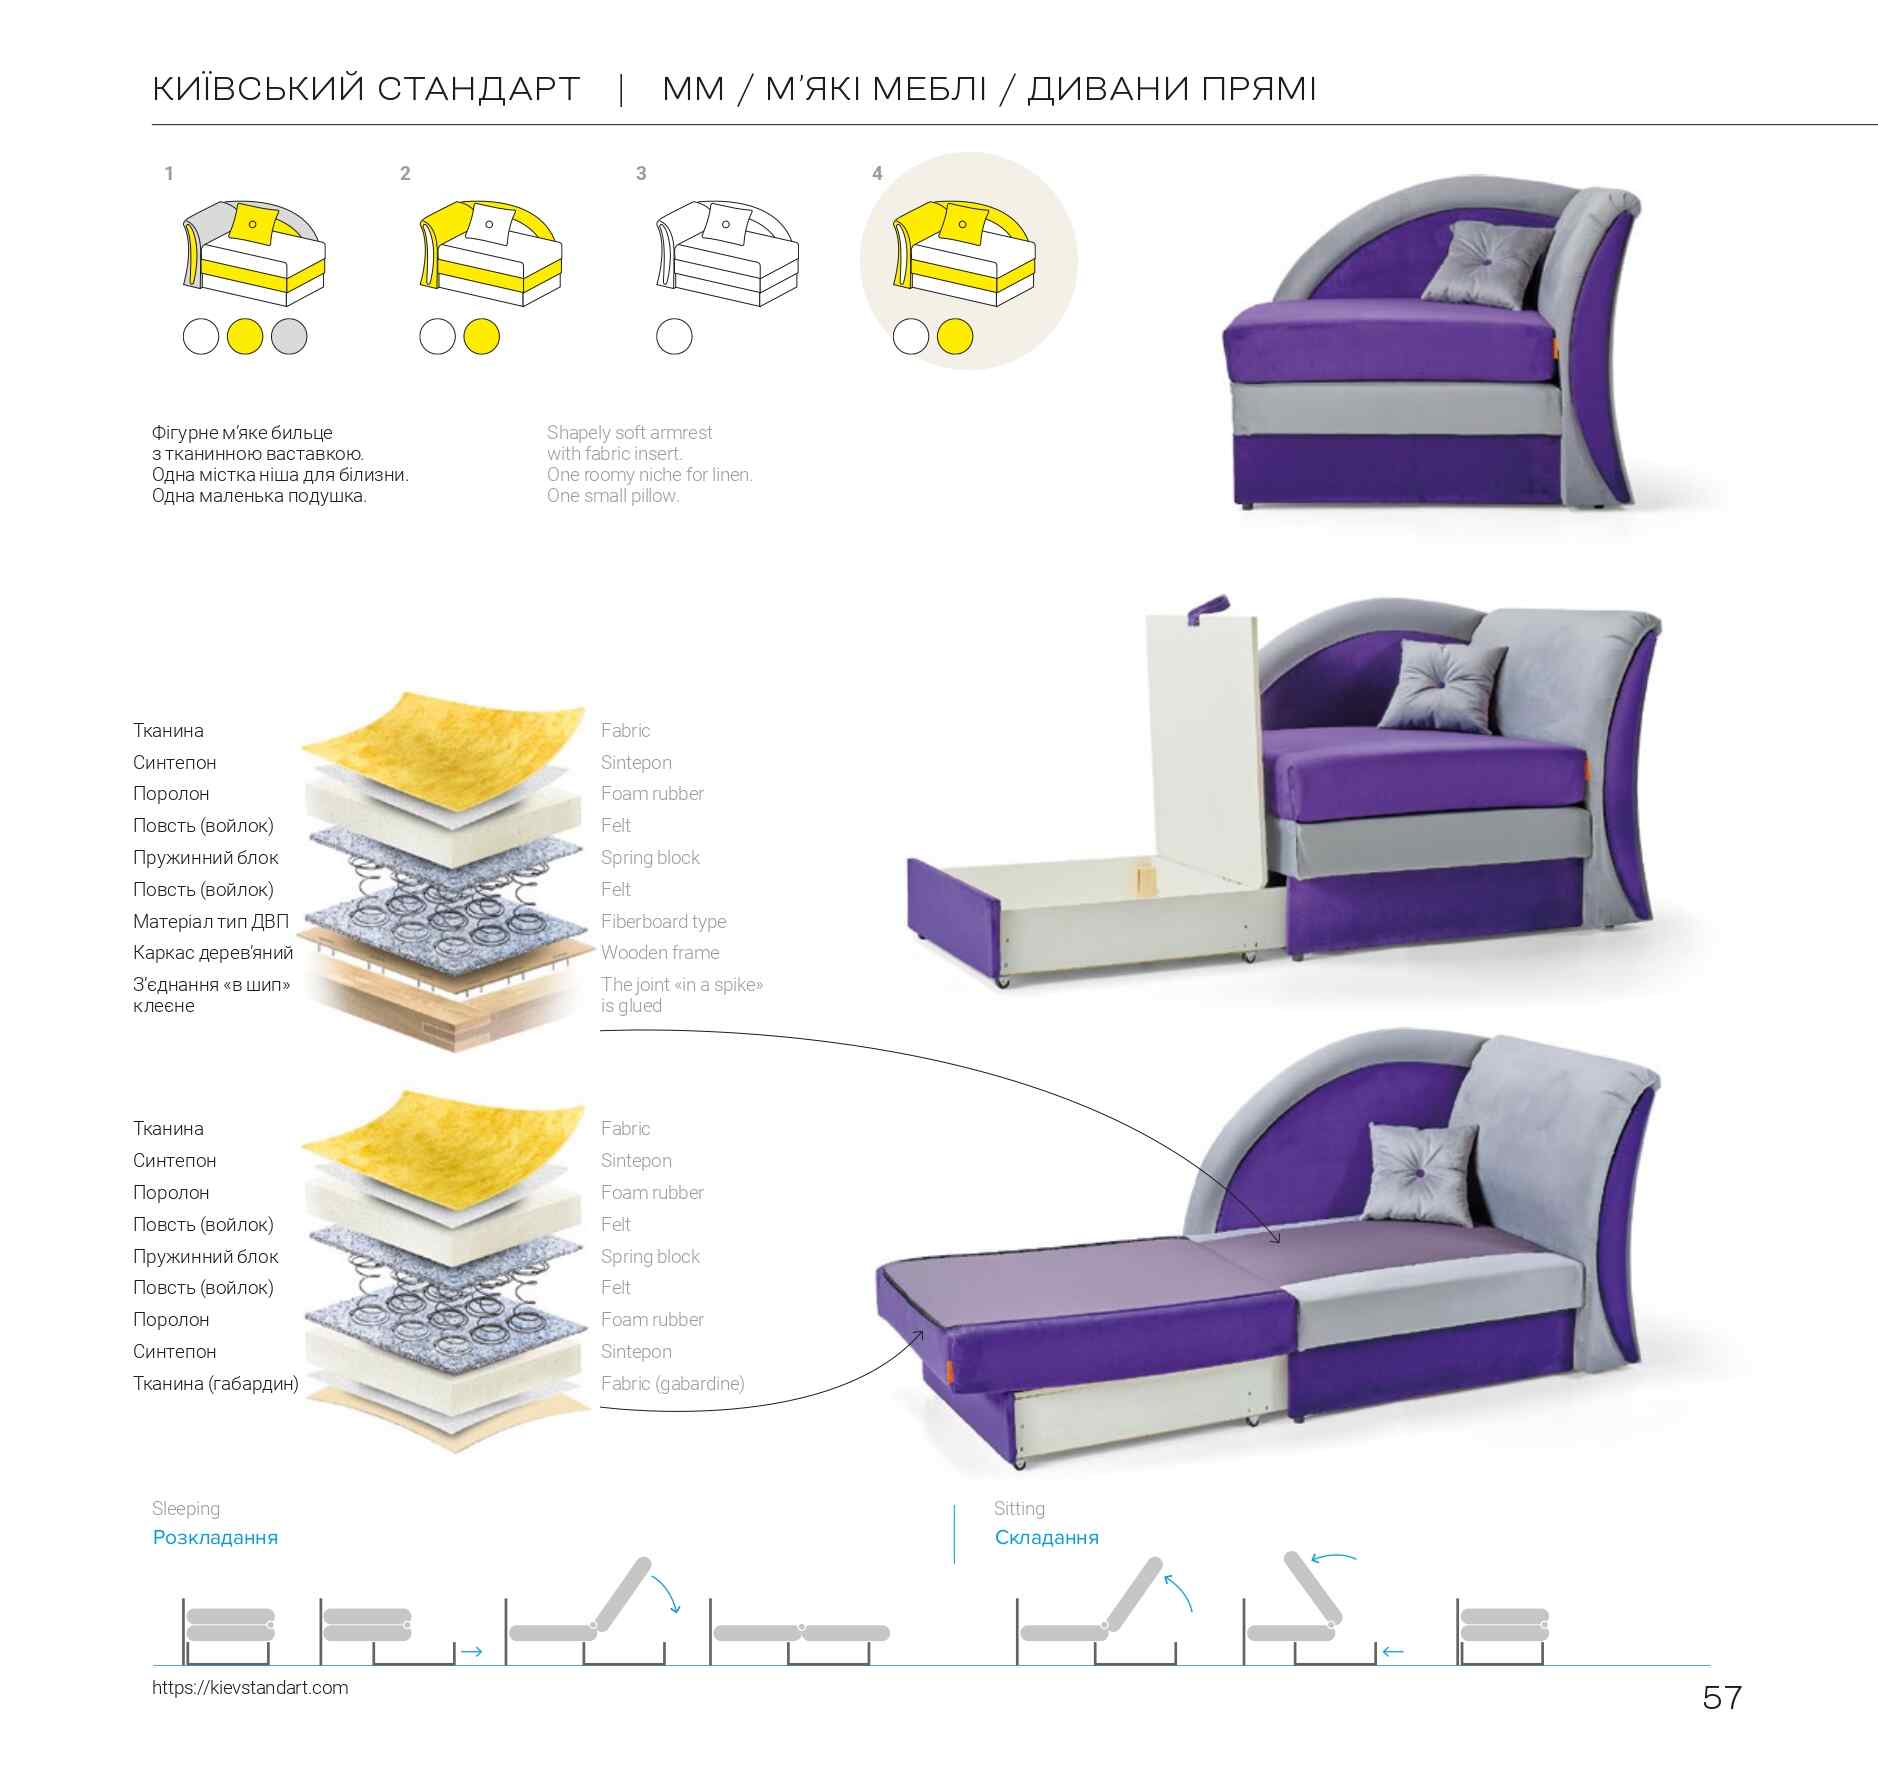 КИЇВСЬКИЙ СТАНДАРТ | ММ / М’ЯКІ МЕБЛІ / ДИВАНИ ПРЯМІ
1
2
3
4
Фігурне м’яке бильце
з тканинною ваставкою.
Одна містка ніша для білизни.
Одна маленька подушка.
Shapely soft armrest
with fabric insert.
One roomy niche for linen.
One small pillow.
Тканина
Синтепон
Поролон
Повсть (войлок)
Пружинний блок
Повсть (войлок)
Матеріал тип ДВП
Каркас дерев’яний
З’єднання «в шип»
клеєне
Fabric
Sintepon
Foam rubber
Felt
Spring block
Felt
Fiberboard type
Wooden frame
The joint «in a spike»
is glued
Тканина
Синтепон
Поролон
Повсть (войлок)
Пружинний блок
Повсть (войлок)
Поролон
Синтепон
Тканина (габардин)
Fabric
Sintepon
Foam rubber
Felt
Spring block
Felt
Foam rubber
Sintepon
Fabric (gabardine)
Sleeping
Розкладання
Sitting
Складання
https://kievstandart.com
57